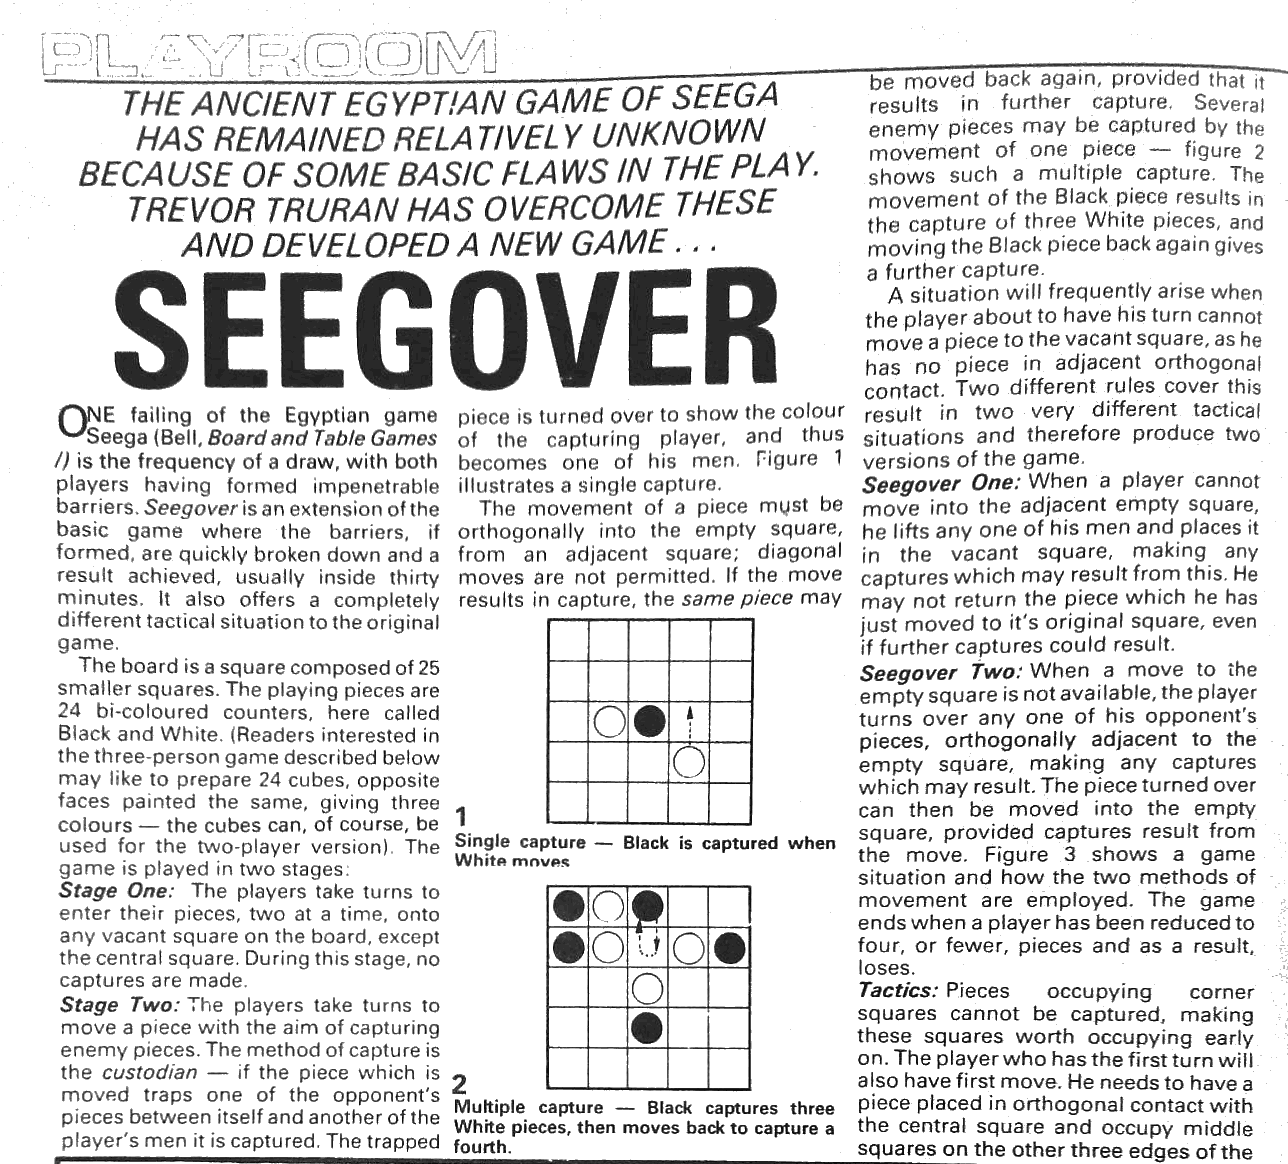 PLAYROOM
THE ANCIENT EGYPTIAN GAME OF SEEGA
HAS REMAINED RELATIVELY UNKNOWN
BECAUSE OF SOME BASIC FLAWS IN THE PLAY.
TREVOR TRURAN HAS OVERCOME THESE
AND DEVELOPED A NEW GAME . . .
SEEGOVER
ONE failing of the Egyptian game
Seega (Bell, Board and Table Games
I) is the frequency of a draw, with both
players having formed impenetrable
barriers. Seegover is an extension of the
basic game where the barriers, if
formed, are quickly broken down and a
result achieved, usually inside thirty
minutes. It also offers a completely
different tactical situation to the original
game.
The board is a square composed of 25
smaller squares. The playing pieces are
24 bi-coloured counters, here called
Black and White. (Readers interested in
the three-person game described below
may like to prepare 24 cubes, opposite
faces painted the same, giving three
colours — the cubes can, of course, be
used for the two-player version). The
game is played in two stages:
Stage One: The players take turns to
enter their pieces, two at a time, onto
any vacant square on the board, except
the central square. During this stage, no
captures are made.
Stage Two: The players take turns to
move a piece with the aim of capturing
enemy pieces. The method of capture is
the custodian — if the piece which is
moved traps one of the opponent's
pieces between itself and another of the
player's men it is captured. The trapped
piece is turned over to show the colour
of the capturing player, and thus
becomes one of his men. Figure 1
illustrates a single capture.
The movement of a piece must be
orthogonally into the empty square,
from an adjacent square; diagonal
moves are not permitted. If the move
results in capture, the same piece may
1
Single capture — Black is captured when
White moves
2
Multiple capture — Black captures three
White pieces, then moves back to capture a
fourth.
be moved back again, provided that it
results in further capture. Several
enemy pieces may be captured by the
movement of one piece — figure 2
shows such a multiple capture. The
movement of the Black piece results in
the capture of three White pieces, and
moving the Black piece back again gives
a further capture.
A situation will frequently arise when
the player about to have his turn cannot
move a piece to the vacant square, as he
has no piece in adjacent orthogonal
contact. Two different rules cover this
result in two very different tactical
situations and therefore produce two
versions of the game.
Seegover One: When a player cannot
move into the adjacent empty square,
he lifts any one of his men and places it
in the vacant square, making any
captures which may result from this. He
may not return the piece which he has
just moved to it's original square, even
if further captures could result.
Seegover Two: When a move to the
empty square is not available, the player
turns over any one of his opponent's
pieces, orthogonally adjacent to the
empty square, making any captures
which may result. The piece turned over
can then be moved into the empty
square, provided captures result from
the move. Figure 3 shows a game
situation and how the two methods of
movement are employed. The game
ends when a player has been reduced to
four, or fewer, pieces and as a result,
loses.
Tactics: Pieces occupying corner
squares cannot be captured, making
these squares worth occupying early
on. The player who has the first turn will
also have first move. He needs to have a
piece placed in orthogonal contact with
the central square and occupy middle
squares on the other three edges of the